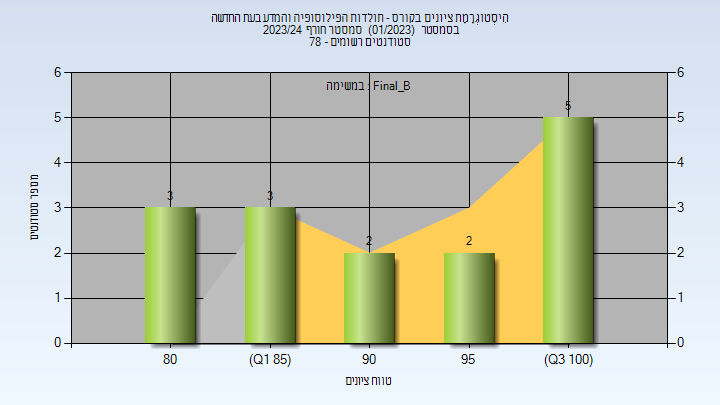 היסטוגרמת ציונים בקורס - תולדות הפילוסופיה והמדע בעת החדשה
בסמסטר (01/2023) סמסטר חורף 2023/24
סטודנטים רשומים - 78
במשימה : Final_B
מספר סטודנטים
6 6
5 5
4 4
3 3
2 2
1 1
0 0
3 3 2 2 5
80 (Q1 85) 90 95 (Q3 100)
טווח ציונים